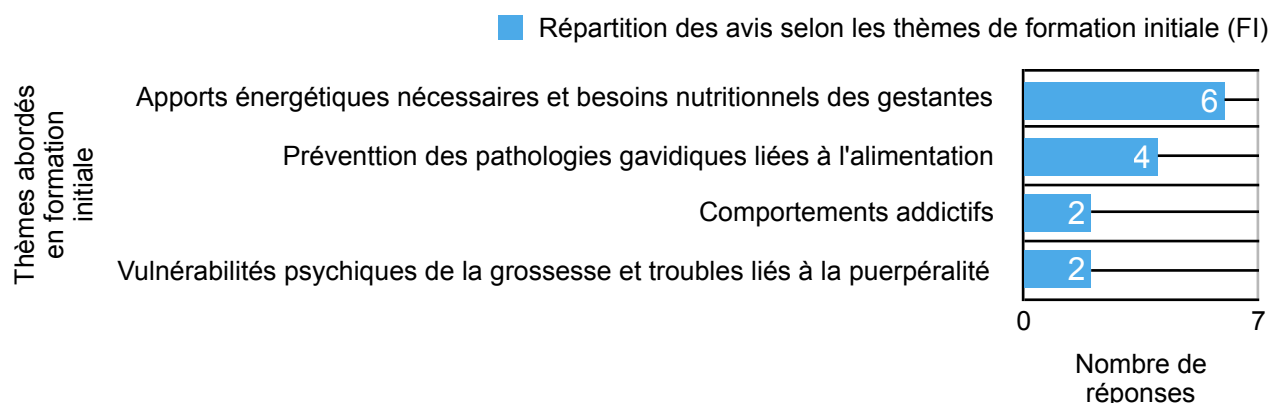 Répartition des avis selon les thèmes de formation initiale (FI)
Thèmes abordés
en formation
initiale
Apports énergétiques nécessaires et besoins nutritionnels des gestantes
6
Préventtion des pathologies gavidiques liées à l'alimentation
4
Comportements addictifs
2
Vulnérabilités psychiques de la grossesse et troubles liés à la puerpéralité
2
0
7
Nombre de
réponses